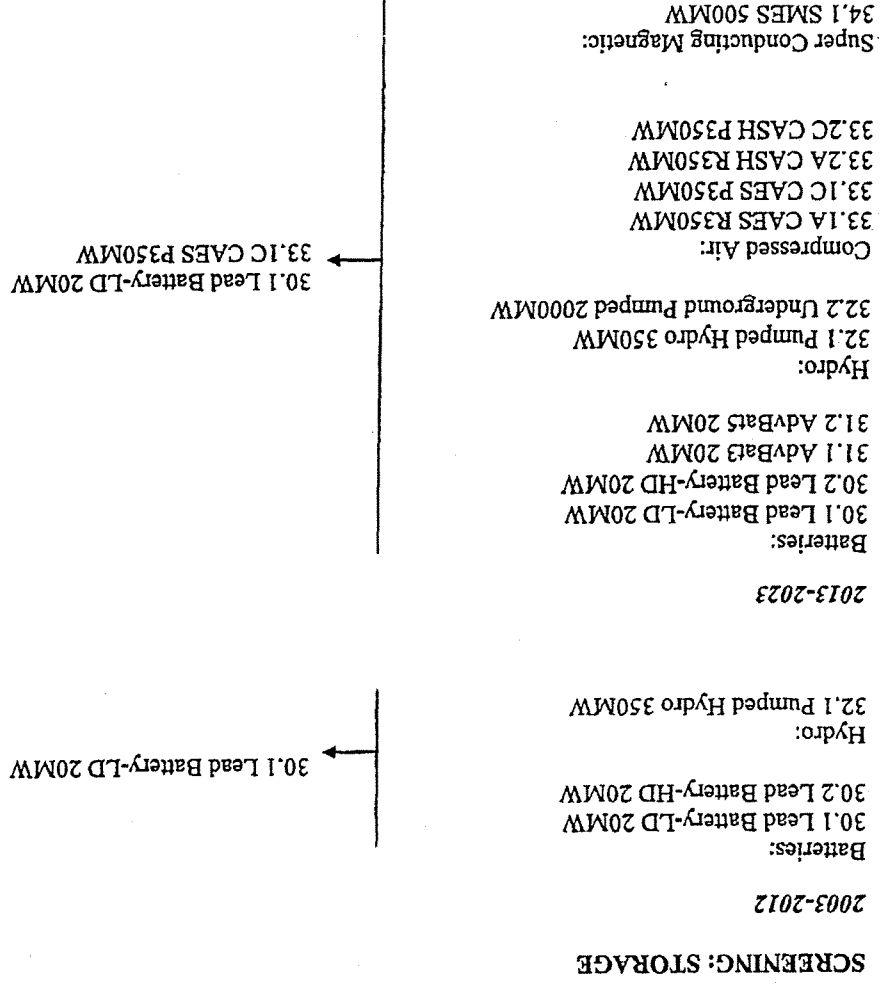 SCREENING: STORAGE
2003-2012
Batteries:
30.1 Lead Battery-LD 20MW
30.2 Lead Battery-HD 20MW
Hydro:
32.1 Pumped Hydro 350MW
30.1 Lead Battery-LD 20MW
2013-2023
Batteries:
30.1 Lead Battery-LD 20MW
30.2 Lead Battery-HD 20MW
31.1 AdvBat3 20MW
31.2 AdvBat5 20MW
Hydro:
32.1 Pumped Hydro 350MW
32.2 Underground Pumped 2000MW
Compressed Air:
33.1A CAES R350MW
33.1C CAES P350MW
33.2A CASH R350MW
33.2C CASH P350MW
Super Conducting Magnetic:
34.1 SMES 500MW
30.1 Lead Battery-LD 20MW
33.1C CAES P350MW